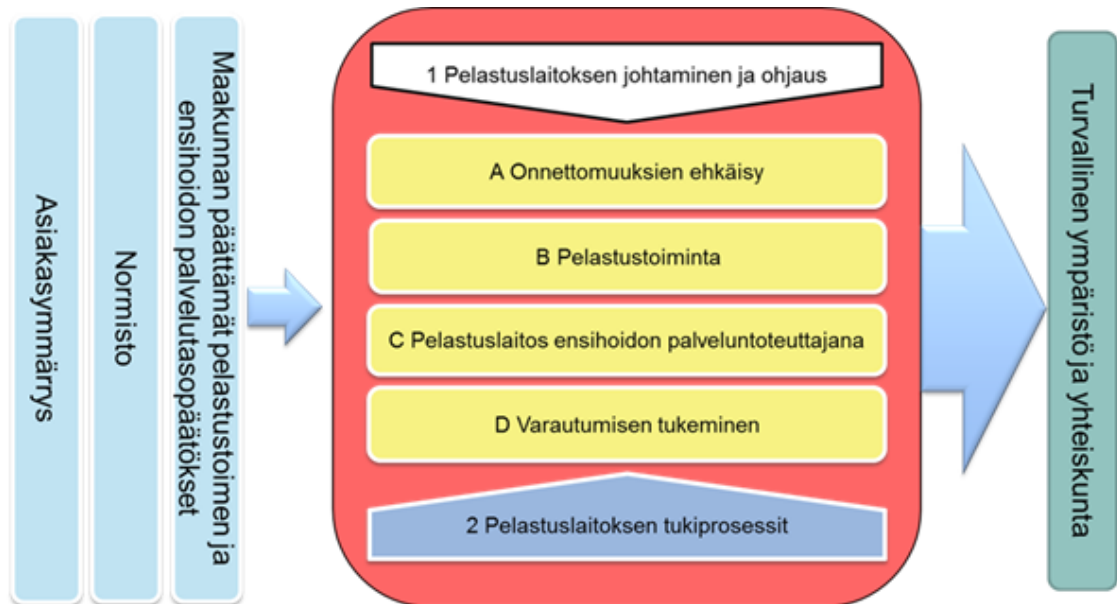 Asiakasymmärrys
Normisto
Maakunnan päättämät pelastustoimen ja
ensihoidon palvelutasopäätökset
1 Pelastuslaitoksen johtaminen ja ohjaus
A Onnettomuuksien ehkäisy
B Pelastustoiminta
C Pelastuslaitos ensihoidon palveluntoteuttajana
D Varautumisen tukeminen
2 Pelastuslaitoksen tukiprosessit
Turvallinen ympäristö ja yhteiskunta